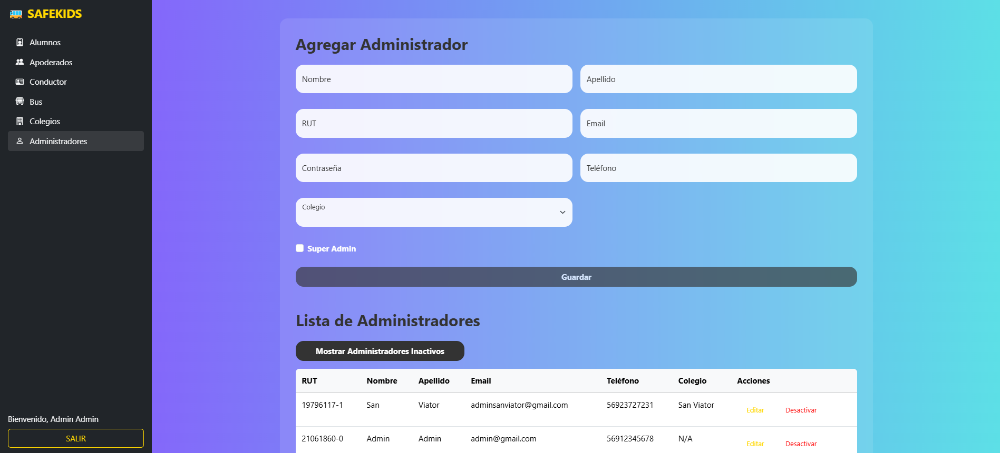 SAFEKIDS
Alumnos
Apoderados
Conductor
Bus
Colegios
Administradores
Bienvenido, Admin Admin
SALIR
Agregar Administrador
Nombre
Apellido
RUT
Email
Contraseña
Teléfono
Colegio
Super Admin
Guardar
Lista de Administradores
Mostrar Administradores Inactivos
RUT Nombre Apellido Email Teléfono Colegio Acciones
19796117-1 San Viator adminsanviator@gmail.com 56923727231 San Viator Editar Desactivar
21061860-0 Admin Admin admin@gmail.com 56912345678 N/A Editar Desactivar